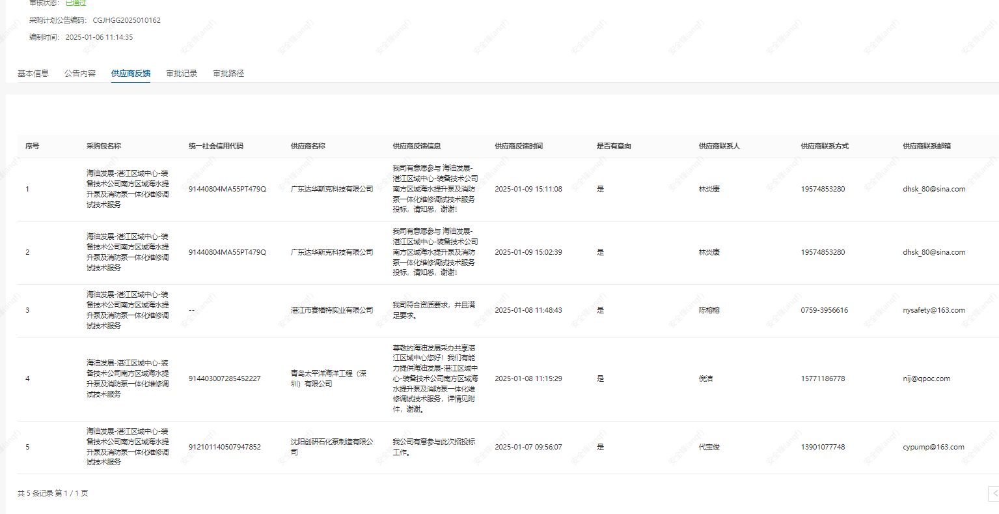 审核状态： 已通过
采购计划公告编码： CGJHGG2025010162
编制时间： 2025-01-06 11:14:35
基本信息 公告内容 供应商反馈 审批记录 审批路径
序号 采购包名称 统一社会信用代码 供应商名称 供应商反馈信息 供应商反馈时间 是否有意向 供应商联系人 供应商联系方式 供应商联系邮箱
1
海油发展-湛江区域中心-装
备技术公司南方区域海水提
升泵及消防泵一体化维修调
试技术服务
91440804MA55PT479Q
广东达华斯克科技有限公司
我司有意愿参与 海油发展-
湛江区域中心-装备技术公司
南方区域海水提升泵及消防
泵一体化维修调试技术服务
投标，请知悉，谢谢！
2025-01-09 15:11:08
是
林炎康
19574853280
dhsk_80@sina.com
2
海油发展-湛江区域中心-装
备技术公司南方区域海水提
升泵及消防泵一体化维修调
试技术服务
91440804MA55PT479Q
广东达华斯克科技有限公司
我司有意愿参与 海油发展-
湛江区域中心-装备技术公司
南方区域海水提升泵及消防
泵一体化维修调试技术服务
投标，请知悉，谢谢！
2025-01-09 15:02:39
是
林炎康
19574853280
dhsk_80@sina.com
3
海油发展-湛江区域中心-装
备技术公司南方区域海水提
升泵及消防泵一体化维修调
试技术服务
--
湛江市赛福特实业有限公司
我司符合资质要求，并且满
足要求。
2025-01-08 11:48:43
是
陈榕榕
0759-3956616
nysafety@163.com
4
海油发展-湛江区域中心-装
备技术公司南方区域海水提
升泵及消防泵一体化维修调
试技术服务
914403007285452227
青岛太平洋海洋工程（深
圳）有限公司
尊敬的海油发展采办共享湛
江区域中心您好！我们有能
力提供海油发展-湛江区域中
心-装备技术公司南方区域海
水提升泵及消防泵一体化维
修调试技术服务，详情见附
件，谢谢。
2025-01-08 11:15:29
是
倪洁
15771186778
nij@qpoc.com
5
海油发展-湛江区域中心-装
备技术公司南方区域海水提
升泵及消防泵一体化维修调
试技术服务
912101140507947852
沈阳创研石化泵制造有限公
司
我公司有意参与此次招投标
工作。
2025-01-07 09:56:07
是
代宝俊
13901077748
cypump@163.com
共 5 条记录 第 1 / 1 页